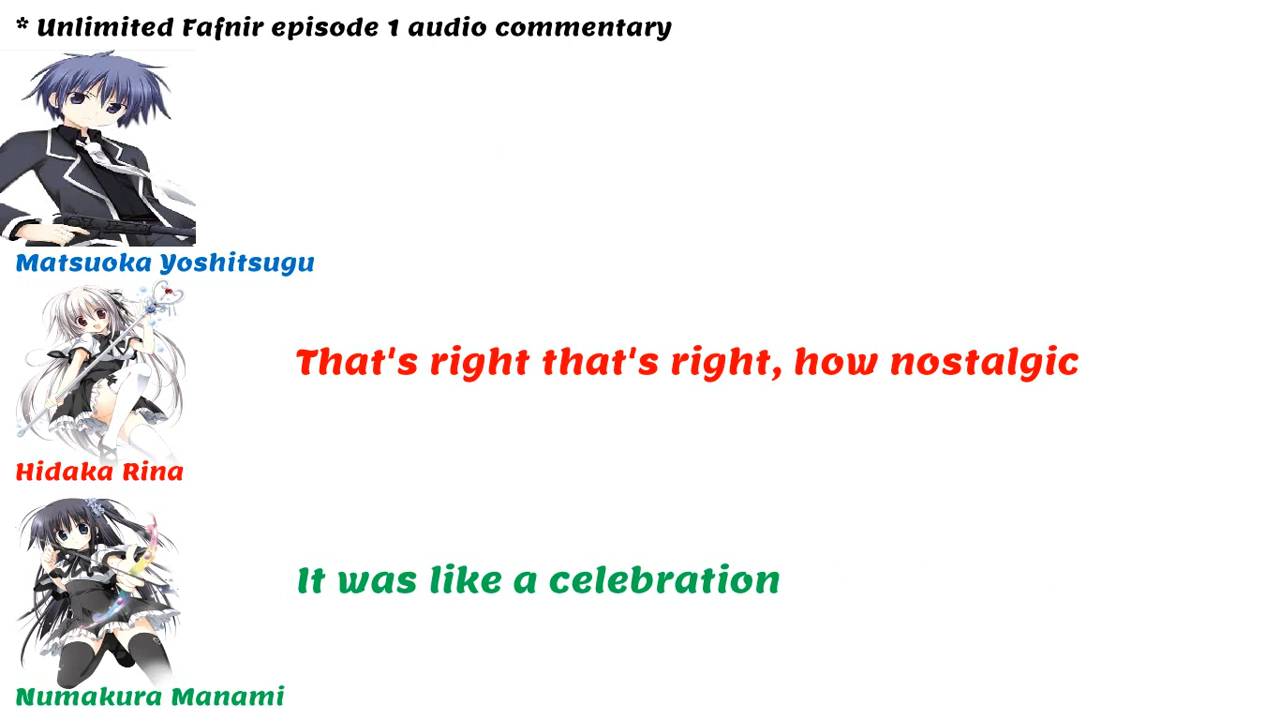 * Unlimited Fafnir episode 1 audio commentary
Matsuoka Yoshitsugu
That's right that's right, how nostalgic
Hidaka Rina
It was like a celebration
Numakura Manami